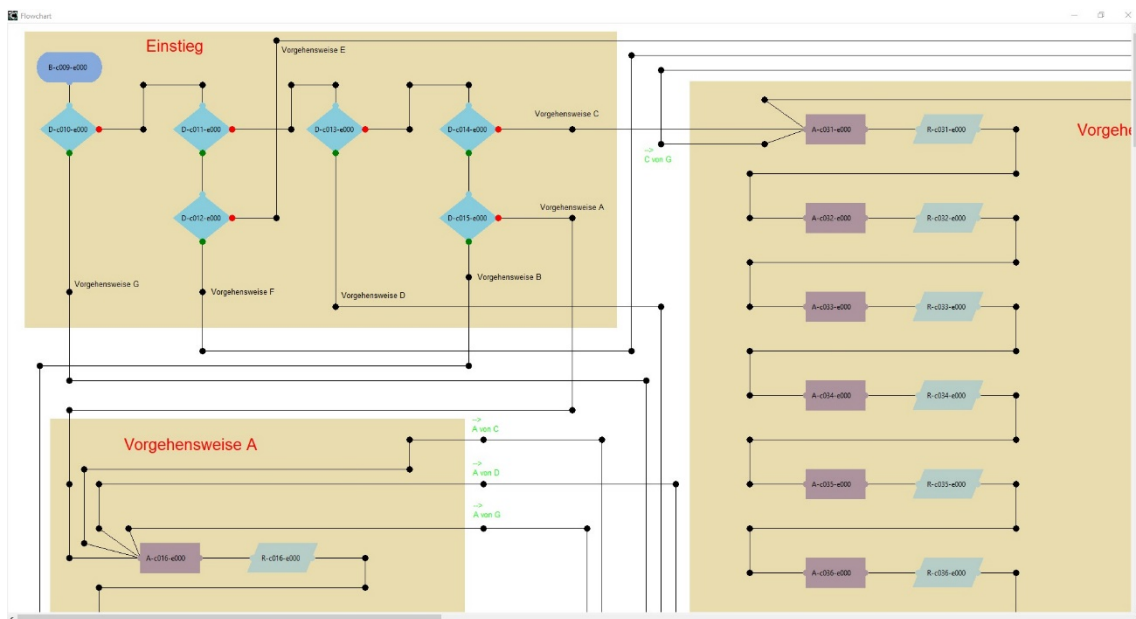 Flowchart
Einstieg
Vorgehensweise E
B-c009-e000
D-c010-e000
D-c011-e000
D-c013-e000
D-c014-e000
Vorgehensweise C
A-c031-e000
R-c031-e000
-->
C von G
D-c012-e000
D-c015-e000
Vorgehensweise A
A-c032-e000
R-c032-e000
Vorgehensweise G
Vorgehensweise F
Vorgehensweise D
Vorgehensweise B
A-c033-e000
R-c033-e000
A-c034-e000
R-c034-e000
Vorgehensweise A
-->
A von C
-->
A von D
-->
A von G
A-c035-e000
R-c035-e000
A-c016-e000
R-c016-e000
A-c036-e000
R-c036-e000